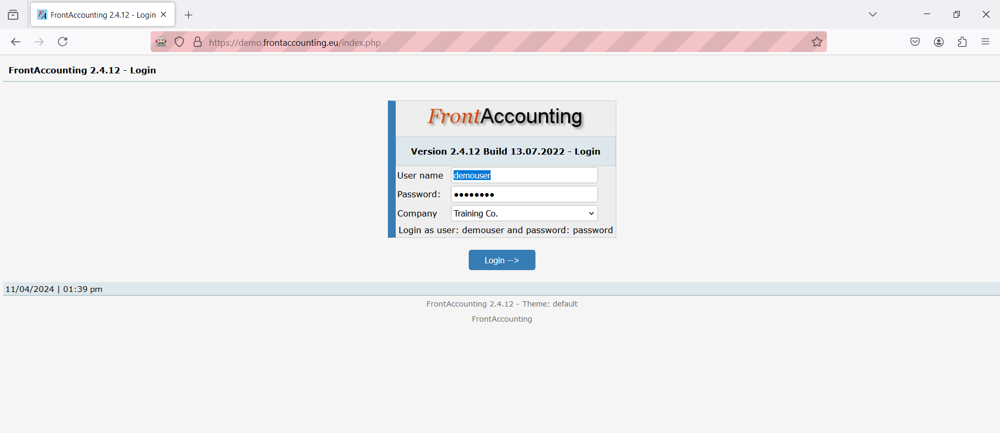 FrontAccounting 2.4.12 - Login
https://demo.frontaccounting.eu/index.php
FrontAccounting 2.4.12 - Login
FrontAccounting
Version 2.4.12 Build 13.07.2022 - Login
User name demouser
Password: ●●●●●●●●
Company Training Co.
Login as user: demouser and password: password
Login -->
11/04/2024 | 01:39 pm
FrontAccounting 2.4.12 - Theme: default
FrontAccounting